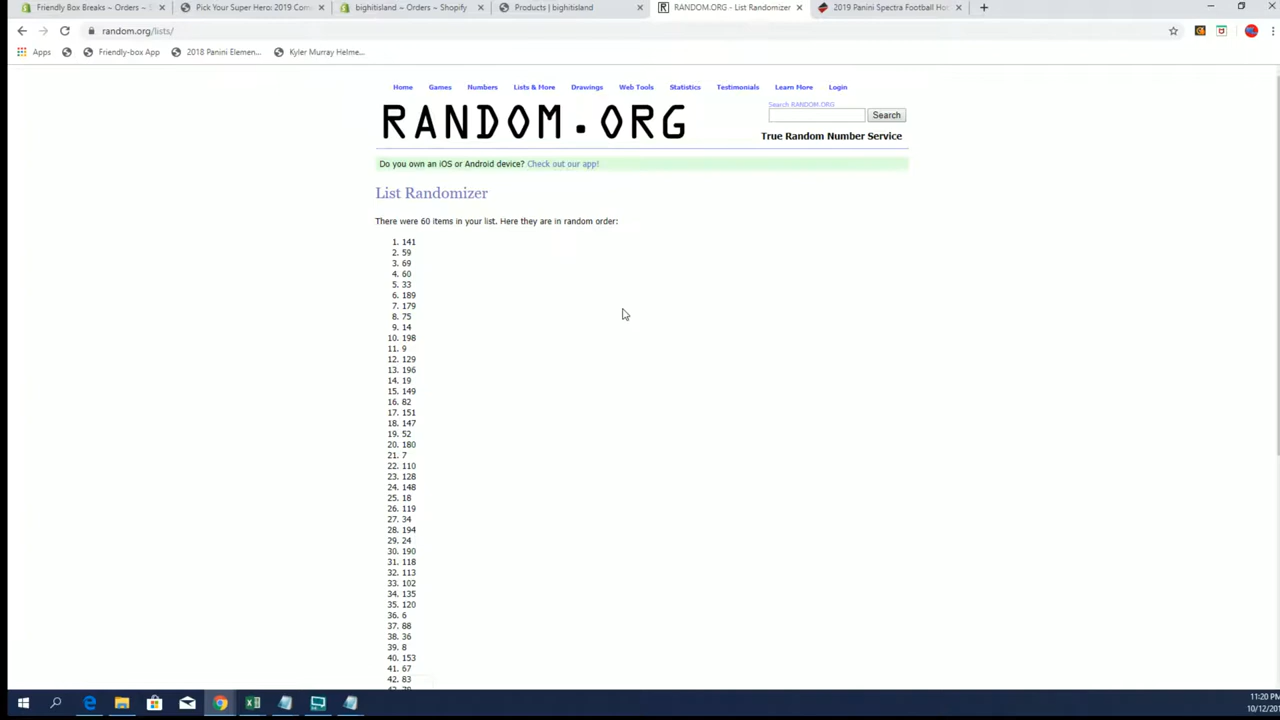 Friendly Box Breaks ~ Orders ~ S
Pick Your Super Hero: 2019 Com
bighitisland ~ Orders ~ Shopify
Products | bighitisland
RANDOM.ORG - List Randomizer
2019 Panini Spectra Football Ho
random.org/lists/
Apps
Friendly-box App
2018 Panini Elemen...
Kyler Murray Helme...
Home Games Numbers Lists & More Drawings Web Tools Statistics Testimonials Learn More Login
RANDOM.ORG
Search RANDOM.ORG
Search
True Random Number Service
Do you own an iOS or Android device? Check out our app!
List Randomizer
There were 60 items in your list. Here they are in random order:
1. 141
2. 59
3. 69
4. 60
5. 33
6. 189
7. 179
8. 75
9. 14
10. 198
11. 9
12. 129
13. 196
14. 19
15. 149
16. 82
17. 151
18. 147
19. 52
20. 180
21. 7
22. 110
23. 128
24. 148
25. 18
26. 119
27. 34
28. 194
29. 24
30. 190
31. 118
32. 113
33. 102
34. 135
35. 120
36. 6
37. 88
38. 36
39. 8
40. 153
41. 67
42. 83
11:20 PM
10/12/201